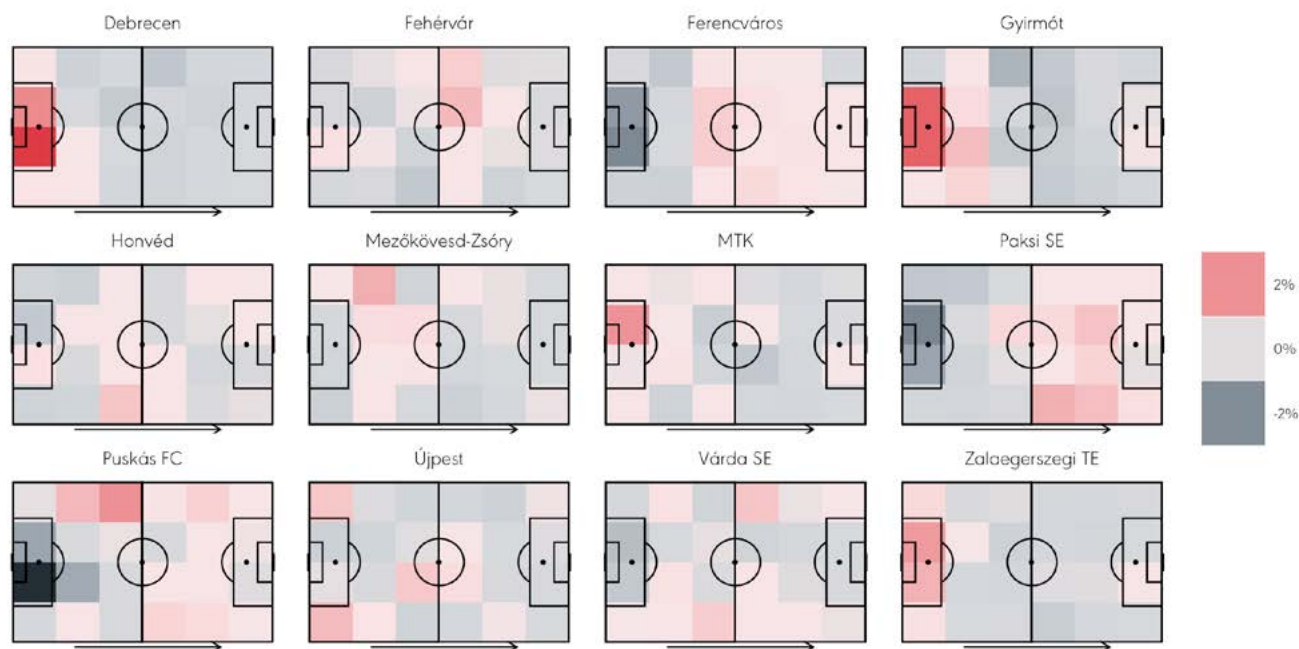 Debrecen
Fehérvár
Ferencváros
Gyirmót
Honvéd
Mezőkövesd-Zsóry
MTK
Paksi SE
2%
0%
-2%
Puskás FC
Újpest
Várda SE
Zalaegerszegi TE